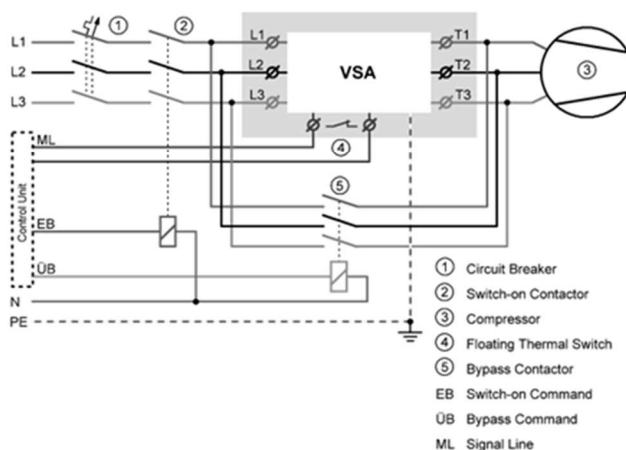 ① ②
L1 L1 T1
L2 L2 VSA T2 ③
L3 L3 T3
ML ④
Control Unit
⑤
EB
ÜB
N
PE
① Circuit Breaker
② Switch-on Contactor
③ Compressor
④ Floating Thermal Switch
⑤ Bypass Contactor
EB Switch-on Command
ÜB Bypass Command
ML Signal Line